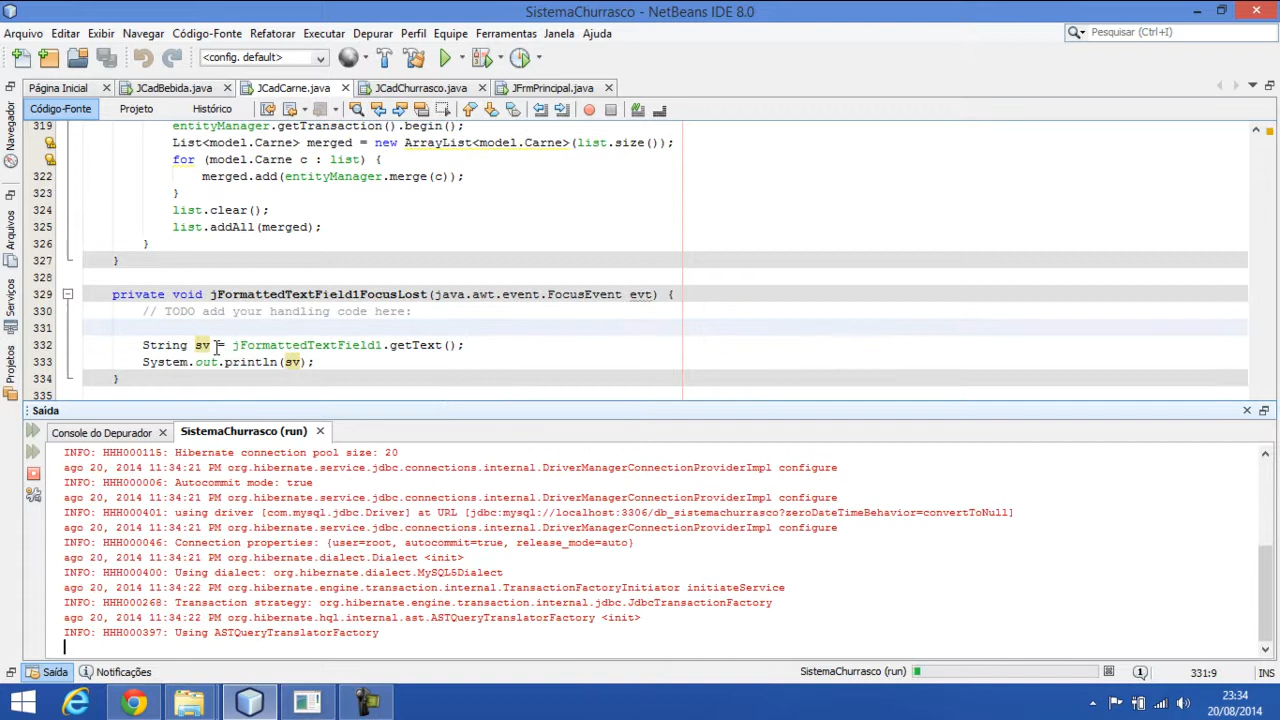 SistemaChurrasco - NetBeans IDE 8.0
Arquivo Editar Exibir Navegar Código-Fonte Refatorar Executar Depurar Perfil Equipe Ferramentas Janela Ajuda
Pesquisar (Ctrl+I)
<config. default>
Página Inicial JCadBebida.java JCadCarne.java JCadChurrasco.java JFrmPrincipal.java
Código-Fonte Projeto Histórico
Navegador
Arquivos
Serviços
Projetos
319 entityManager.getTransaction().begin();
List<model.Carne> merged = new ArrayList<model.Carne>(list.size());
for (model.Carne c : list) {
322 merged.add(entityManager.merge(c));
323 }
324 list.clear();
325 list.addAll(merged);
326 }
327 }
328
329 private void jFormattedTextField1FocusLost(java.awt.event.FocusEvent evt) {
330 // TODO add your handling code here:
331
332 String sv = jFormattedTextField1.getText();
333 System.out.println(sv);
334 }
335
Saída
Console do Depurador SistemaChurrasco (run)
INFO: HHH000115: Hibernate connection pool size: 20
ago 20, 2014 11:34:21 PM org.hibernate.service.jdbc.connections.internal.DriverManagerConnectionProviderImpl configure
INFO: HHH000006: Autocommit mode: true
ago 20, 2014 11:34:21 PM org.hibernate.service.jdbc.connections.internal.DriverManagerConnectionProviderImpl configure
INFO: HHH000401: using driver [com.mysql.jdbc.Driver] at URL [jdbc:mysql://localhost:3306/db_sistemachurrasco?zeroDateTimeBehavior=convertToNull]
ago 20, 2014 11:34:21 PM org.hibernate.service.jdbc.connections.internal.DriverManagerConnectionProviderImpl configure
INFO: HHH000046: Connection properties: {user=root, autocommit=true, release_mode=auto}
ago 20, 2014 11:34:21 PM org.hibernate.dialect.Dialect <init>
INFO: HHH000400: Using dialect: org.hibernate.dialect.MySQL5Dialect
ago 20, 2014 11:34:22 PM org.hibernate.engine.transaction.internal.TransactionFactoryInitiator initiateService
INFO: HHH000268: Transaction strategy: org.hibernate.engine.transaction.internal.jdbc.JdbcTransactionFactory
ago 20, 2014 11:34:22 PM org.hibernate.hql.internal.ast.ASTQueryTranslatorFactory <init>
INFO: HHH000397: Using ASTQueryTranslatorFactory
Saída Notificações SistemaChurrasco (run) 331:9 INS
23:34
20/08/2014